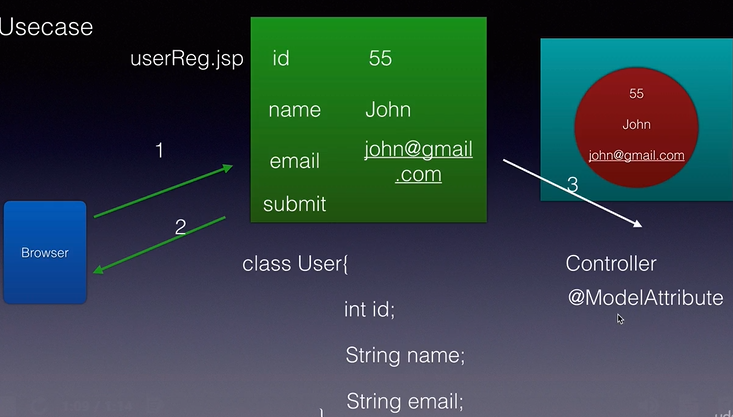 Usecase
userReg.jsp
id 55
name John
email john@gmail
.com
submit
1
2
3
Browser
55
John
john@gmail.com
class User{
int id;
String name;
String email;
}
Controller
@ModelAttribute